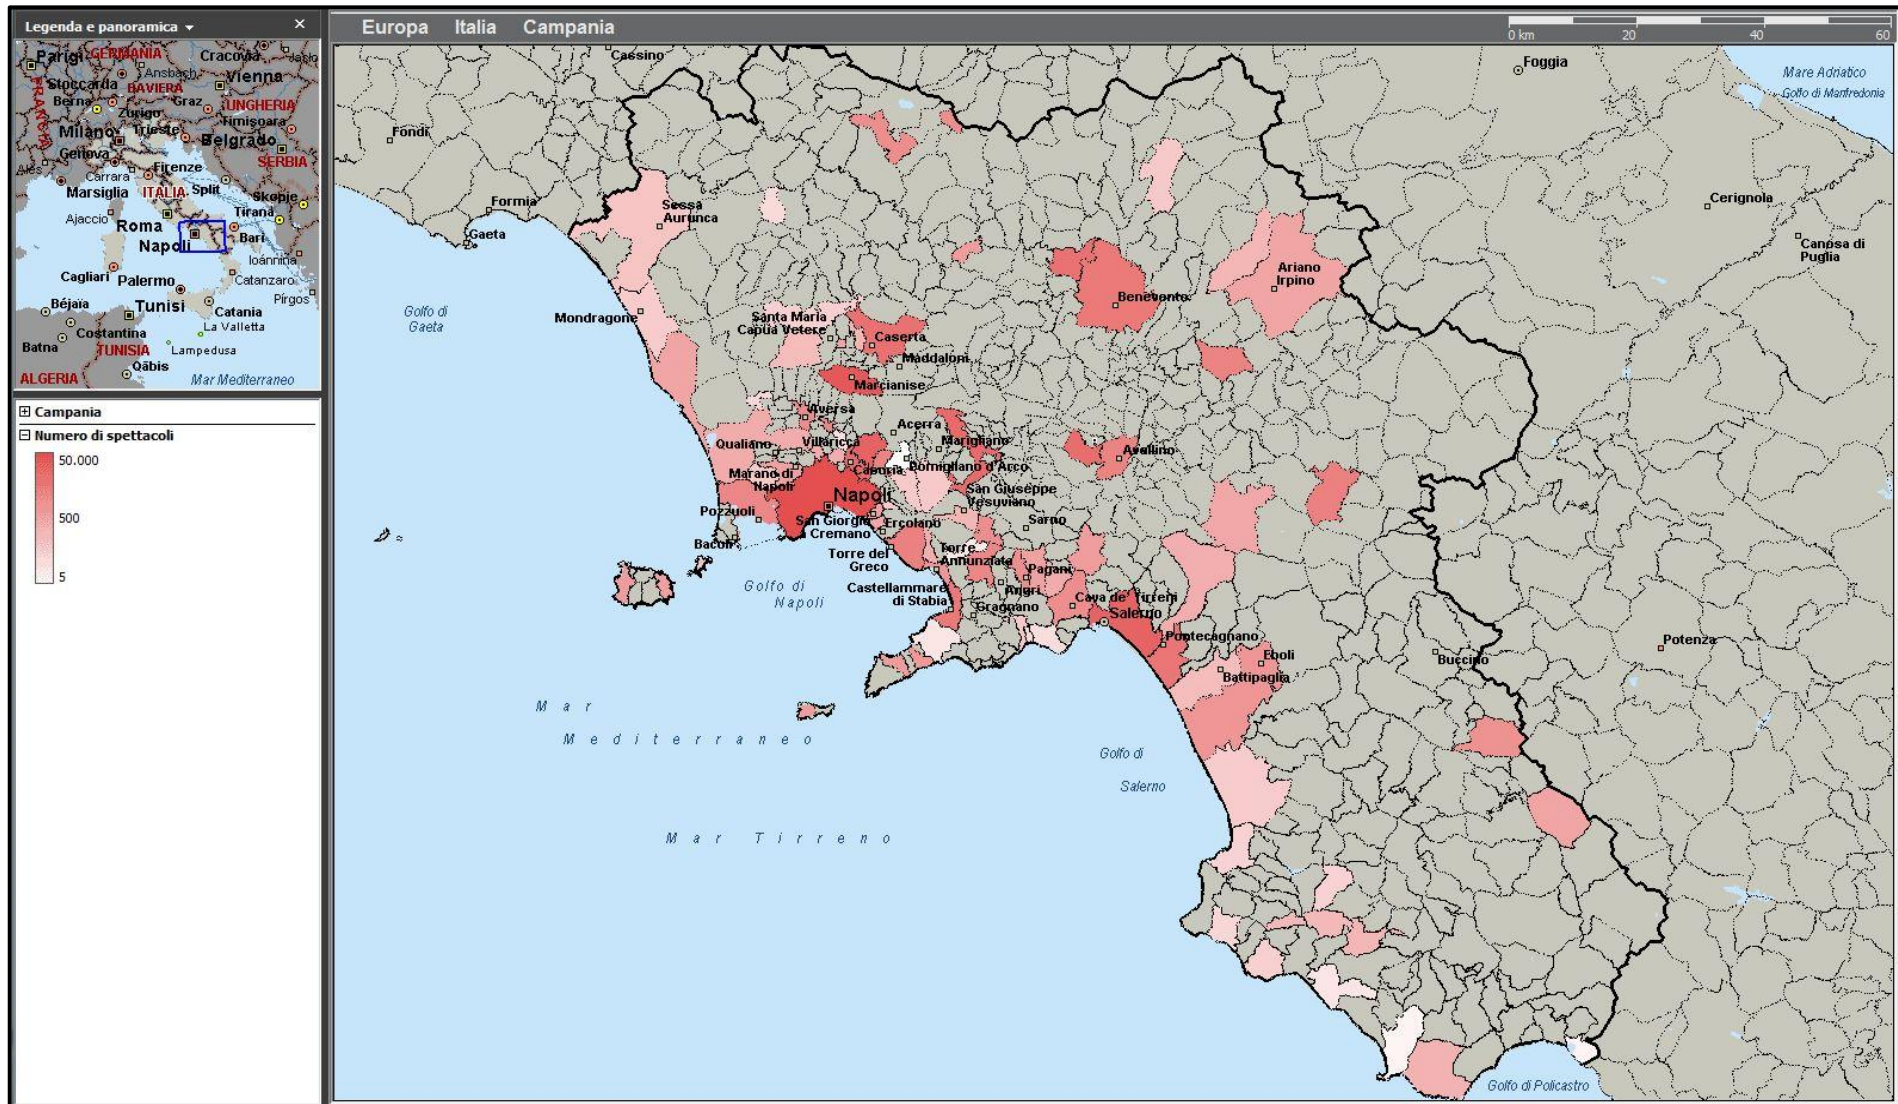 Legenda e panoramica
Europa Italia Campania
0 km 20 40 60
Parigi
GERMANIA
Cracovia
Jasło
Ansbach
Vienna
Stoccarda
BAVIERA
Berna
Graz
UNGHERIA
FRANCIA
Zurigo
Timisoara
Milano
Trieste
Belgrado
Genova
SERBIA
Alès
Carrara
Firenze
Marsiglia
ITALIA
Split
Skopje
Ajaccio
Roma
Tirana
Napoli
Bari
Ioannina
Cagliari
Palermo
Catanzaro
Pirgos
Béjaïa
Tunisi
Catania
Costantina
La Valletta
Batna
TUNISIA
Lampedusa
Qābis
ALGERIA
Mar Mediterraneo
Campania
Numero di spettacoli
50.000
500
5
Cassino
Foggia
Mare Adriatico
Golfo di Manfredonia
Fondi
Formia
Sessa
Aurunca
Cerignola
Gaeta
Canosa di
Puglia
Ariano
Irpino
Benevento
Golfo di
Gaeta
Mondragone
Santa Maria
Capua Vetere
Caserta
Maddaloni
Marcianise
Aversa
Acerra
Qualiano
Villaricca
Marigliano
Avellino
Casoria
Pomigliano d'Arco
Marano di
Napoli
Napoli
San Giuseppe
Vesuviano
Pozzuoli
San Giorgio
a Cremano
Ercolano
Sarno
Bacoli
Torre del
Greco
Torre
Annunziata
Pagani
Golfo di
Napoli
Castellammare
di Stabia
Angri
Gragnano
Cava de' Tirreni
Salerno
Pontecagnano
Potenza
Eboli
Buccino
Battipaglia
Mar
Mediterraneo
Golfo di
Salerno
Mar Tirreno
Golfo di Policastro